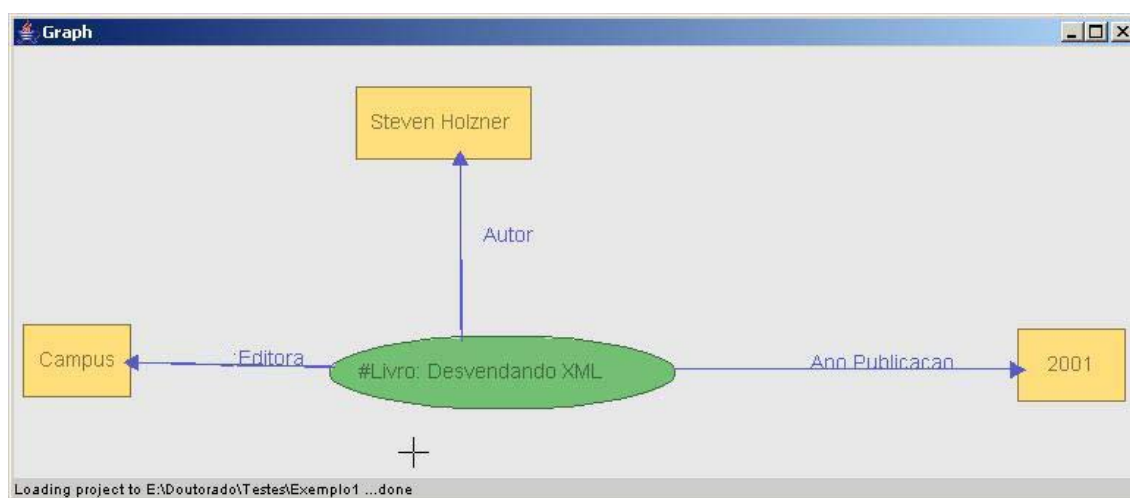 Graph
Steven Holzner
Autor
Campus
:Editora
#Livro: Desvendando XML
Ano Publicacao
2001
Loading project to E:\Doutorado\Testes\Exemplo1 ...done